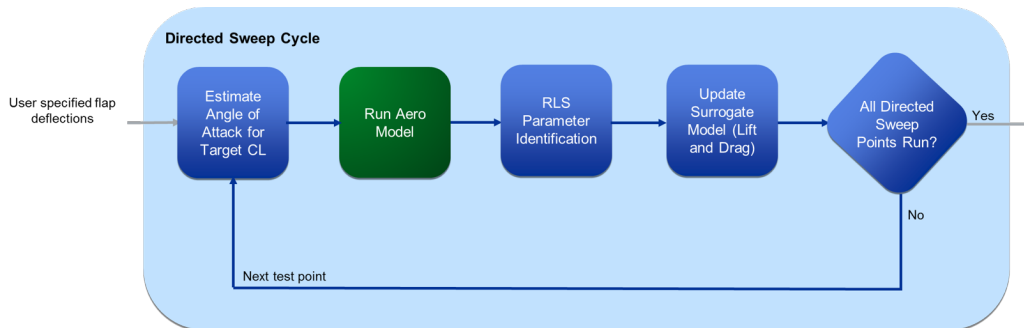 Directed Sweep Cycle
User specified flap
deflections
Estimate
Angle of
Attack for
Target CL
Run Aero
Model
RLS
Parameter
Identification
Update
Surrogate
Model (Lift
and Drag)
All Directed
Sweep
Points Run?
Yes
No
Next test point